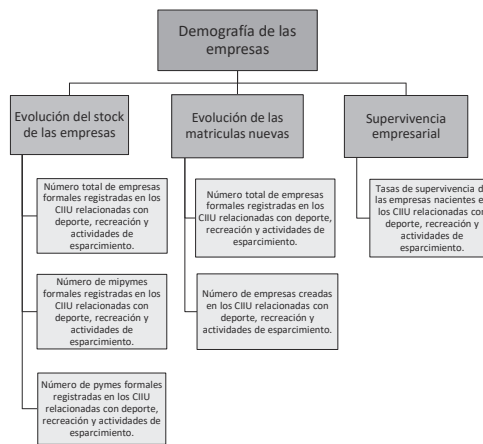 Demografía de las
empresas
Evolución del stock
de las empresas
Número total de empresas
formales registradas en los
CIIU relacionadas con
deporte, recreación y
actividades de
esparcimiento.
Número de mipymes
formales registradas en los
CIIU relacionadas con
deporte, recreación y
actividades de
esparcimiento.
Número de pymes formales
registradas en los CIIU
relacionadas con deporte,
recreación y actividades de
esparcimiento.
Evolución de las
matriculas nuevas
Número total de empresas
formales registradas en los
CIIU relacionadas con
deporte, recreación y
actividades de
esparcimiento.
Número de empresas creadas
en los CIIU relacionadas con
deporte, recreación y
actividades de esparcimiento.
Supervivencia
empresarial
Tasas de supervivencia d
las empresas nacientes e
los CIIU relacionadas con
deporte, recreación y
actividades de
esparcimiento.